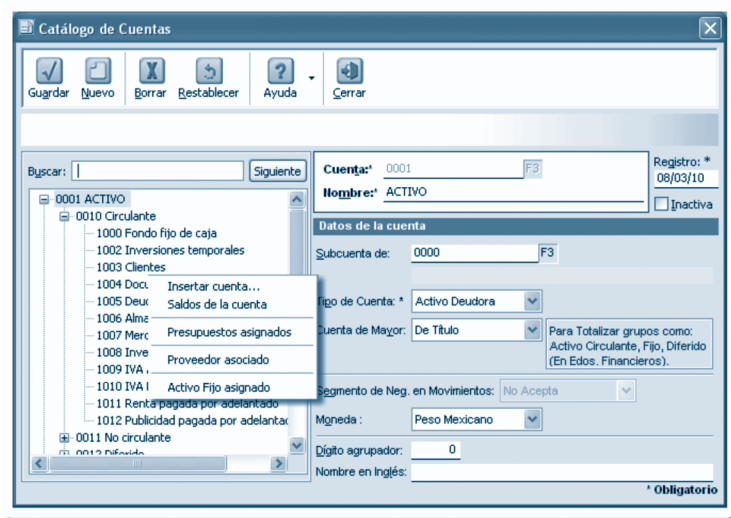 Catálogo de Cuentas
Guardar Nuevo Borrar Restablecer Ayuda Cerrar
Buscar: Siguiente
0001 ACTIVO
0010 Circulante
1000 Fondo fijo de caja
1002 Inversiones temporales
1003 Clientes
1004 Docu
1005 Deud
1006 Alma
1007 Merc
1008 Inve
1009 IVA
1010 IVA
1011 Renta pagada por adelantado
1012 Publicidad pagada por adelantac
0011 No circulante
0012 Diferido
Insertar cuenta...
Saldos de la cuenta
Presupuestos asignados
Proveedor asociado
Activo Fijo asignado
Cuenta:* 0001 F3
Nombre:* ACTIVO
Registro: *
08/03/10
Inactiva
Datos de la cuenta
Subcuenta de: 0000 F3
Tipo de Cuenta: * Activo Deudora
Cuenta de Mayor: De Título
Para Totalizar grupos como:
Activo Circulante, Fijo, Diferido
(En Edos. Financieros).
Segmento de Neg. en Movimientos: No Acepta
Moneda : Peso Mexicano
Dígito agrupador: 0
Nombre en Inglés:
* Obligatorio